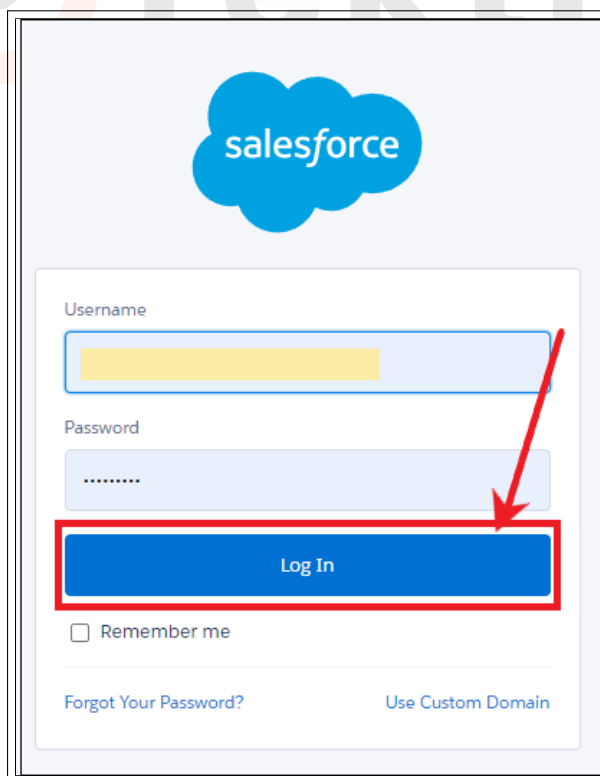 salesforce
Username
Password
.........
Log In
Remember me
Forgot Your Password? Use Custom Domain